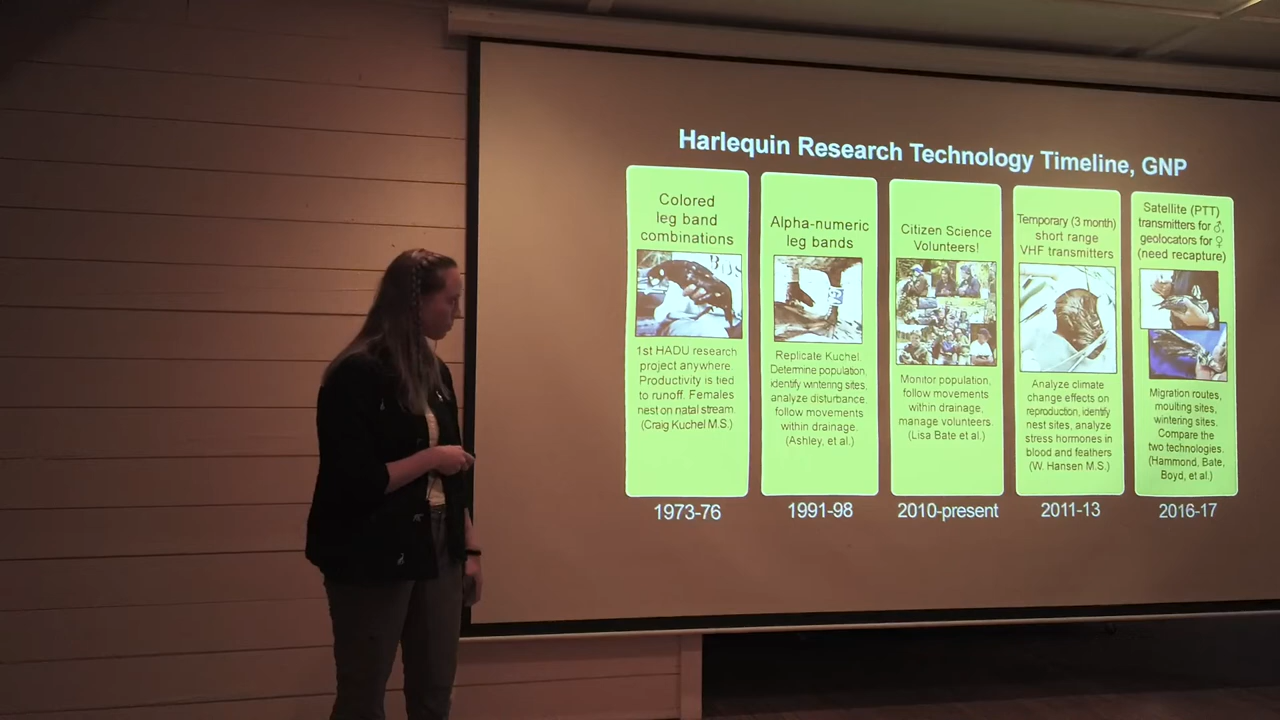 Harlequin Research Technology Timeline, GNP
Colored
leg band
combinations
1st HADU research
project anywhere.
Productivity is tied
to runoff. Females
nest on natal stream.
(Craig Kuchel M.S.)
1973-76
Alpha-numeric
leg bands
Replicate Kuchel.
Determine population,
identify wintering sites,
analyze disturbance,
follow movements
within drainage.
(Ashley, et al.)
1991-98
Citizen Science
Volunteers!
Monitor population,
follow movements
within drainage,
manage volunteers.
(Lisa Bate et al.)
2010-present
Temporary (3 month)
short range
VHF transmitters
Analyze climate
change effects on
reproduction, identify
nest sites, analyze
stress hormones in
blood and feathers
(W. Hansen M.S.)
2011-13
Satellite (PTT)
transmitters for ♂,
geolocators for ♀
(need recapture)
Migration routes,
moulting sites,
wintering sites.
Compare the
two technologies.
(Hammond, Bate,
Boyd, et al.)
2016-17